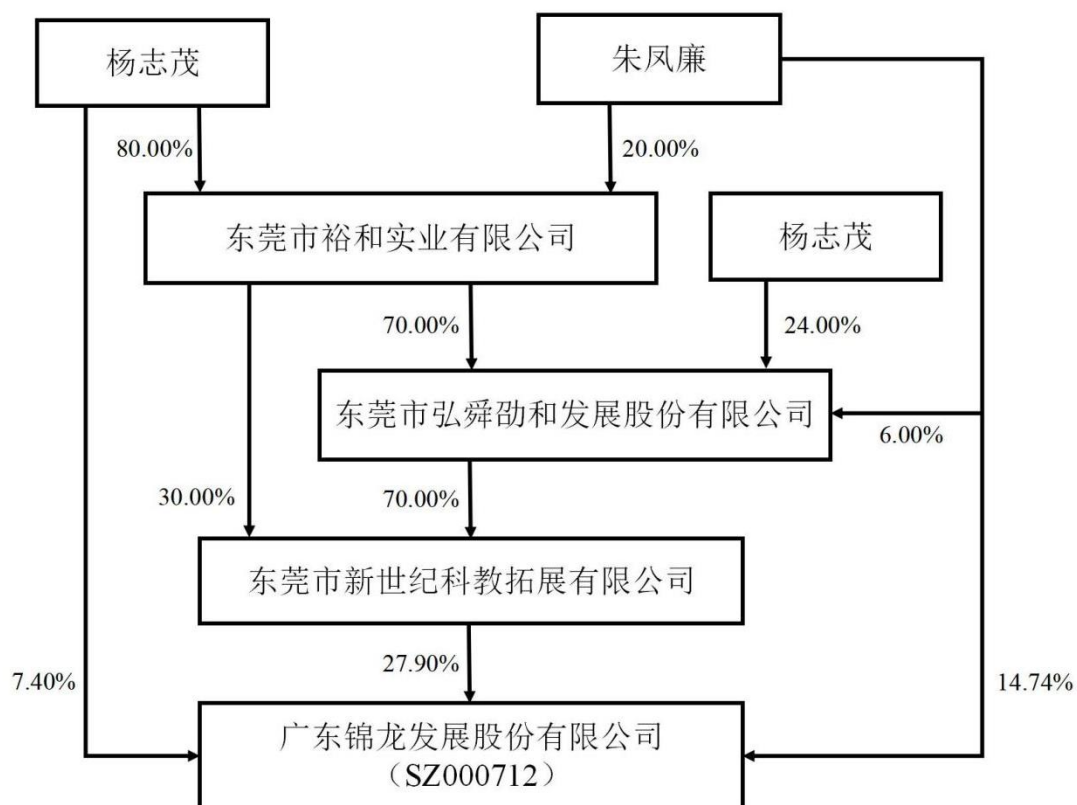 杨志茂
朱凤廉
80.00%
20.00%
东莞市裕和实业有限公司
杨志茂
70.00%
24.00%
东莞市弘舜劭和发展股份有限公司
6.00%
30.00%
70.00%
东莞市新世纪科教拓展有限公司
7.40%
27.90%
14.74%
广东锦龙发展股份有限公司
（SZ000712）